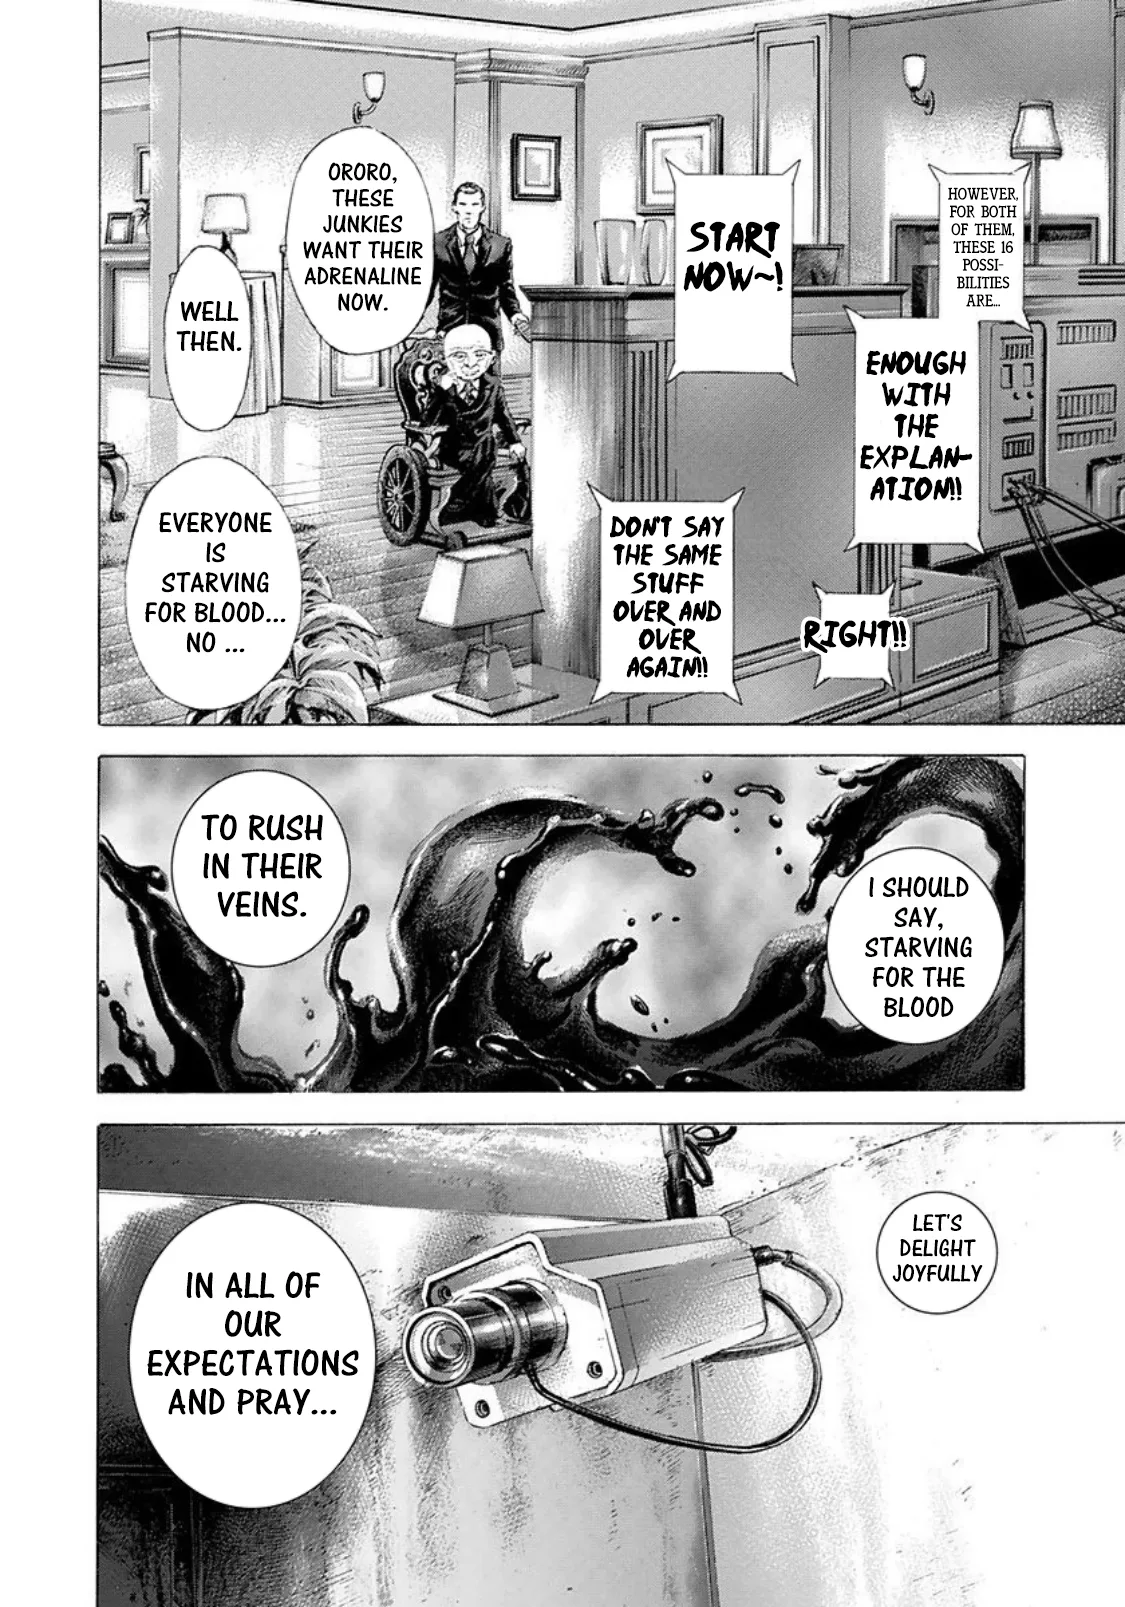 HOWEVER,
FOR BOTH
OF THEM,
THESE 16
POSSI-
BILITIES
ARE...
ENOUGH
WITH
THE
EXPLAN-
ATION!!
RIGHT!!
START
NOW~!
DON'T SAY
THE SAME
STUFF
OVER AND
OVER
AGAIN!!
ORORO,
THESE
JUNKIES
WANT THEIR
ADRENALINE
NOW.
WELL
THEN.
EVERYONE
IS
STARVING
FOR BLOOD...
NO ...
I SHOULD
SAY,
STARVING
FOR THE
BLOOD
TO RUSH
IN THEIR
VEINS.
LET'S
DELIGHT
JOYFULLY
IN ALL OF
OUR
EXPECTATIONS
AND PRAY...